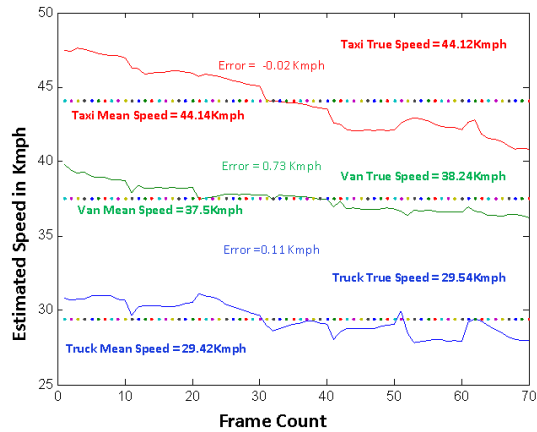 50
45
40
35
30
25
Estimated Speed in Kmph
Taxi True Speed = 44.12Kmph
Error = -0.02 Kmph
Taxi Mean Speed = 44.14Kmph
Error = 0.73 Kmph
Van True Speed = 38.24Kmph
Van Mean Speed = 37.5Kmph
Error =0.11 Kmph
Truck True Speed = 29.54Kmph
Truck Mean Speed = 29.42Kmph
0 10 20 30 40 50 60 70
Frame Count